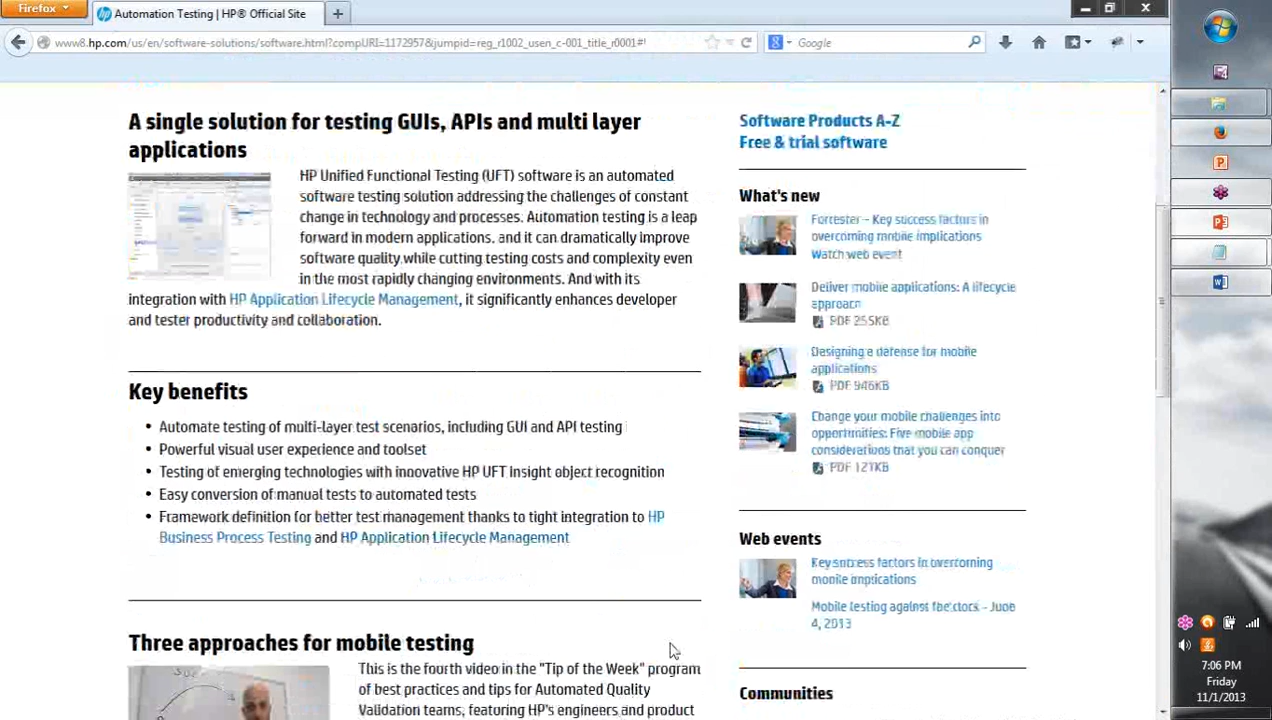 Firefox
Automation Testing | HP® Official Site
www8.hp.com/us/en/software-solutions/software.html?compURI=1172957&jumpid=reg_r1002_usen_c-001_title_r0001#!
Google
A single solution for testing GUIs, APIs and multi layer
applications
HP Unified Functional Testing (UFT) software is an automated
software testing solution addressing the challenges of constant
change in technology and processes. Automation testing is a leap
forward in modern applications, and it can dramatically improve
software quality while cutting testing costs and complexity even
in the most rapidly changing environments. And with its
integration with HP Application Lifecycle Management, it significantly enhances developer
and tester productivity and collaboration.
Key benefits
• Automate testing of multi-layer test scenarios, including GUI and API testing
• Powerful visual user experience and toolset
• Testing of emerging technologies with innovative HP UFT Insight object recognition
• Easy conversion of manual tests to automated tests
• Framework definition for better test management thanks to tight integration to HP
Business Process Testing and HP Application Lifecycle Management
Three approaches for mobile testing
This is the fourth video in the "Tip of the Week" program
of best practices and tips for Automated Quality
Validation teams, featuring HP's engineers and product
Software Products A-Z
Free & trial software
What's new
Forrester – Key success factors in
overcoming mobile implications
Watch web event
Deliver mobile applications: A lifecycle
approach
PDF 255KB
Designing a defense for mobile
applications
PDF 946KB
Change your mobile challenges into
opportunities: Five mobile app
considerations that you can conquer
PDF 121KB
Web events
Key success factors in overcoming
mobile implications
Mobile testing against the clock - June
4, 2013
Communities
7:06 PM
Friday
11/1/2013